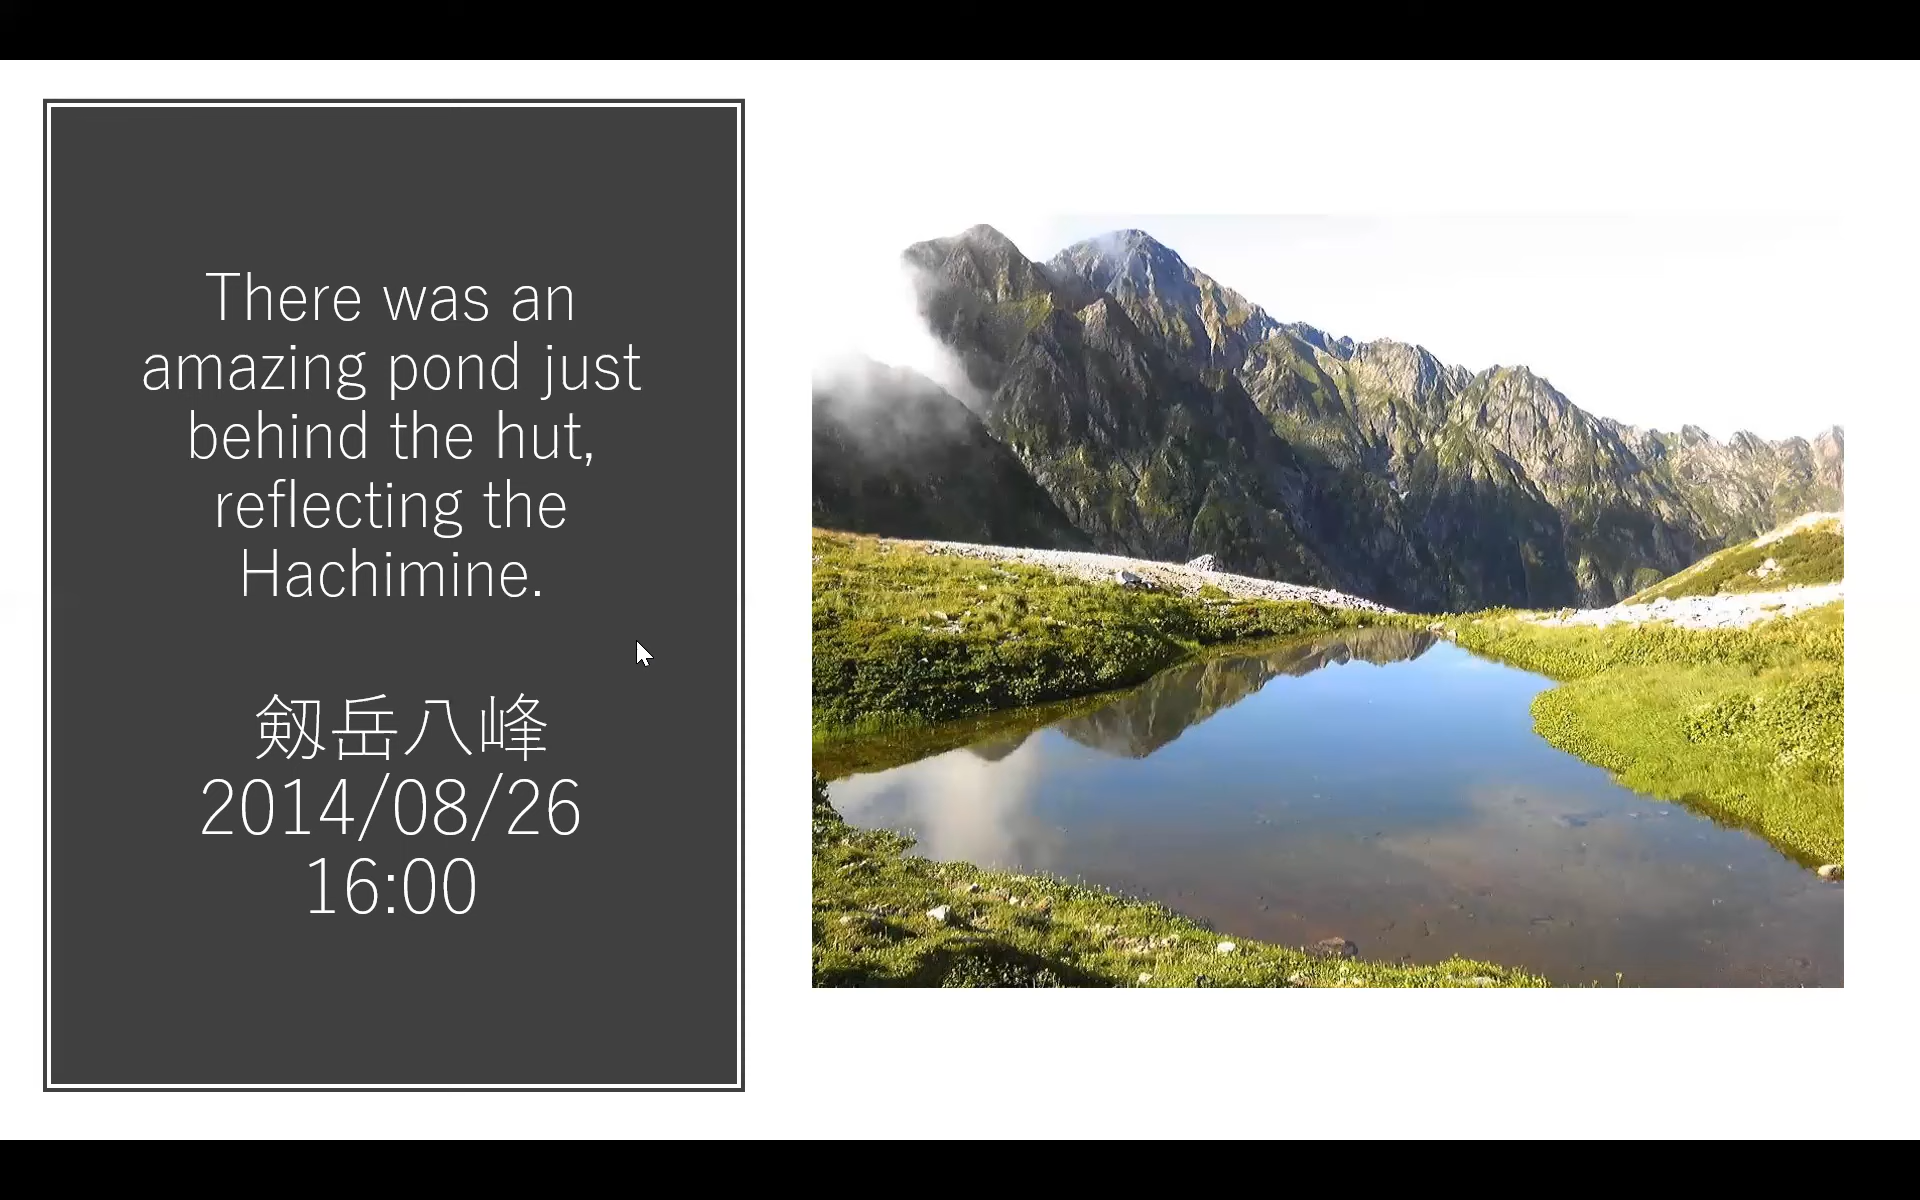 There was an
amazing pond just
behind the hut,
reflecting the
Hachimine.
剱岳八峰
2014/08/26
16:00